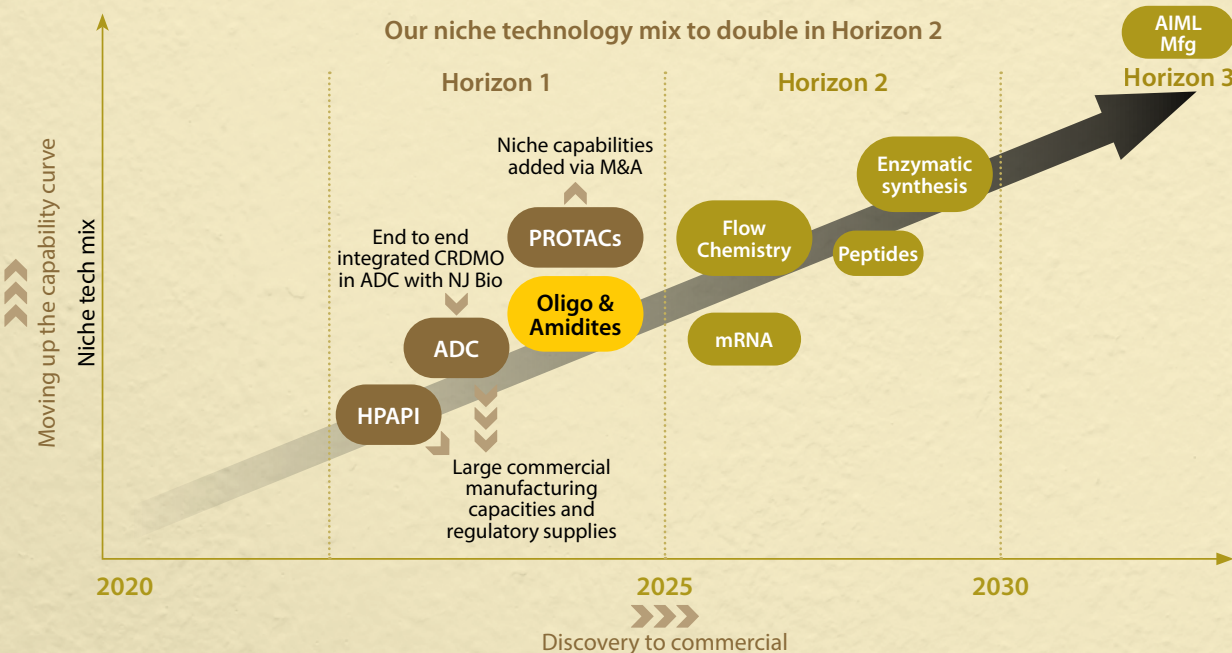 Our niche technology mix to double in Horizon 2
AIML
Mfg
Horizon 1
Horizon 2
Horizon 3
Niche capabilities
added via M&A
Enzymatic
synthesis
PROTACs
Flow
Chemistry
Peptides
End to end
integrated CRDMO
in ADC with NJ Bio
Oligo &
Amidites
mRNA
ADC
HPAPI
Large commercial
manufacturing
capacities and
regulatory supplies
Moving up the capability curve
Niche tech mix
2020
2025
2030
Discovery to commercial